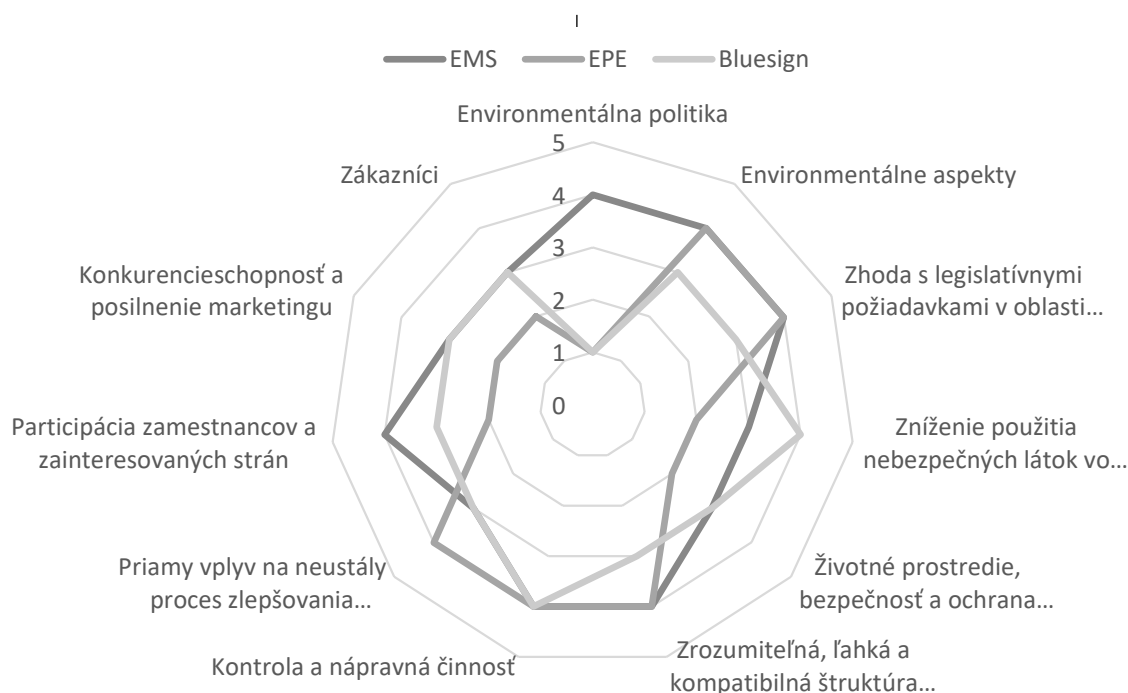 EMS EPE Bluesign
Environmentálna politika
Environmentálne aspekty
Zhoda s legislatívnymi
požiadavkami v oblasti...
Zníženie použitia
nebezpečných látok vo...
Životné prostredie,
bezpečnosť a ochrana...
Zrozumiteľná, ľahká a
kompatibilná štruktúra...
Kontrola a nápravná činnosť
Priamy vplyv na neustály
proces zlepšovania...
Participácia zamestnancov a
zainteresovaných strán
Konkurencieschopnosť a
posilnenie marketingu
Zákazníci
5
4
3
2
1
0